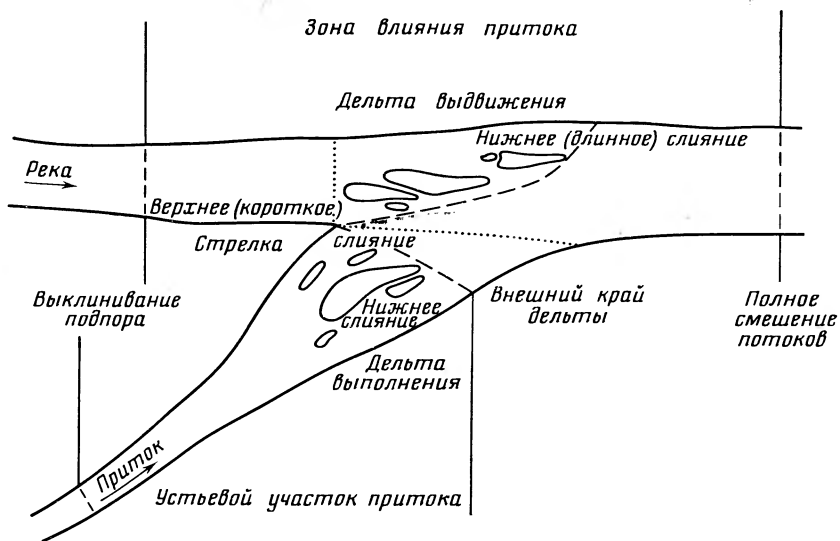 Зона влияния притока
Дельта выдвижения
Нижнее (длинное) слияние
Река
Верхнее (короткое)
Стрелка
слияние
Выклинивание
подпора
Нижнее
слияние
Внешний край
дельты
Полное
смешение
потоков
Дельта
выполнения
Приток
Устьевой участок притока